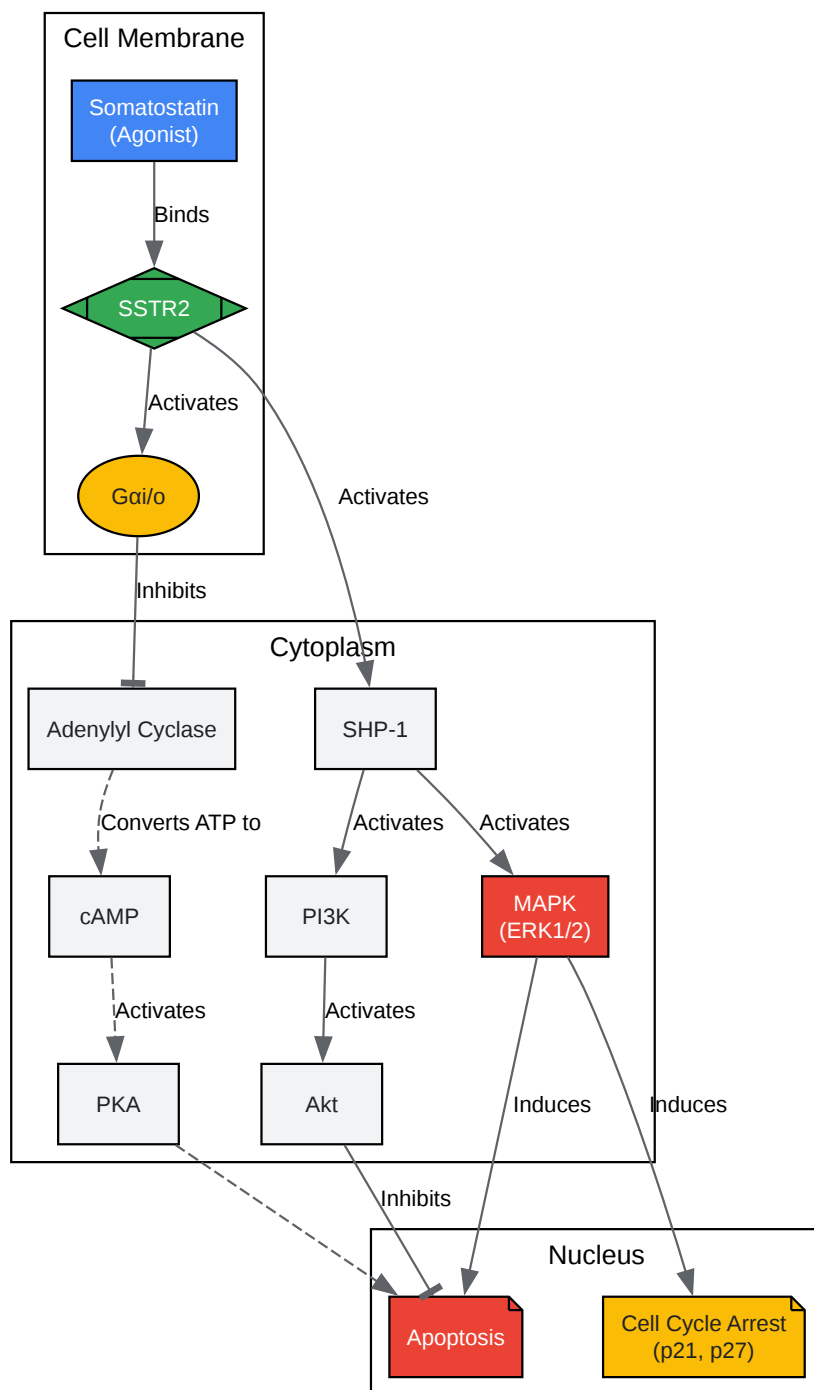 Cell Membrane
Somatostatin
(Agonist)
Binds
SSTR2
Activates
Gαi/o
Activates
Inhibits
Cytoplasm
Adenylyl Cyclase
SHP-1
Converts ATP to
Activates
Activates
cAMP
PI3K
MAPK
(ERK1/2)
Activates
Activates
PKA
Akt
Induces
Induces
Inhibits
Nucleus
Apoptosis
Cell Cycle Arrest
(p21, p27)